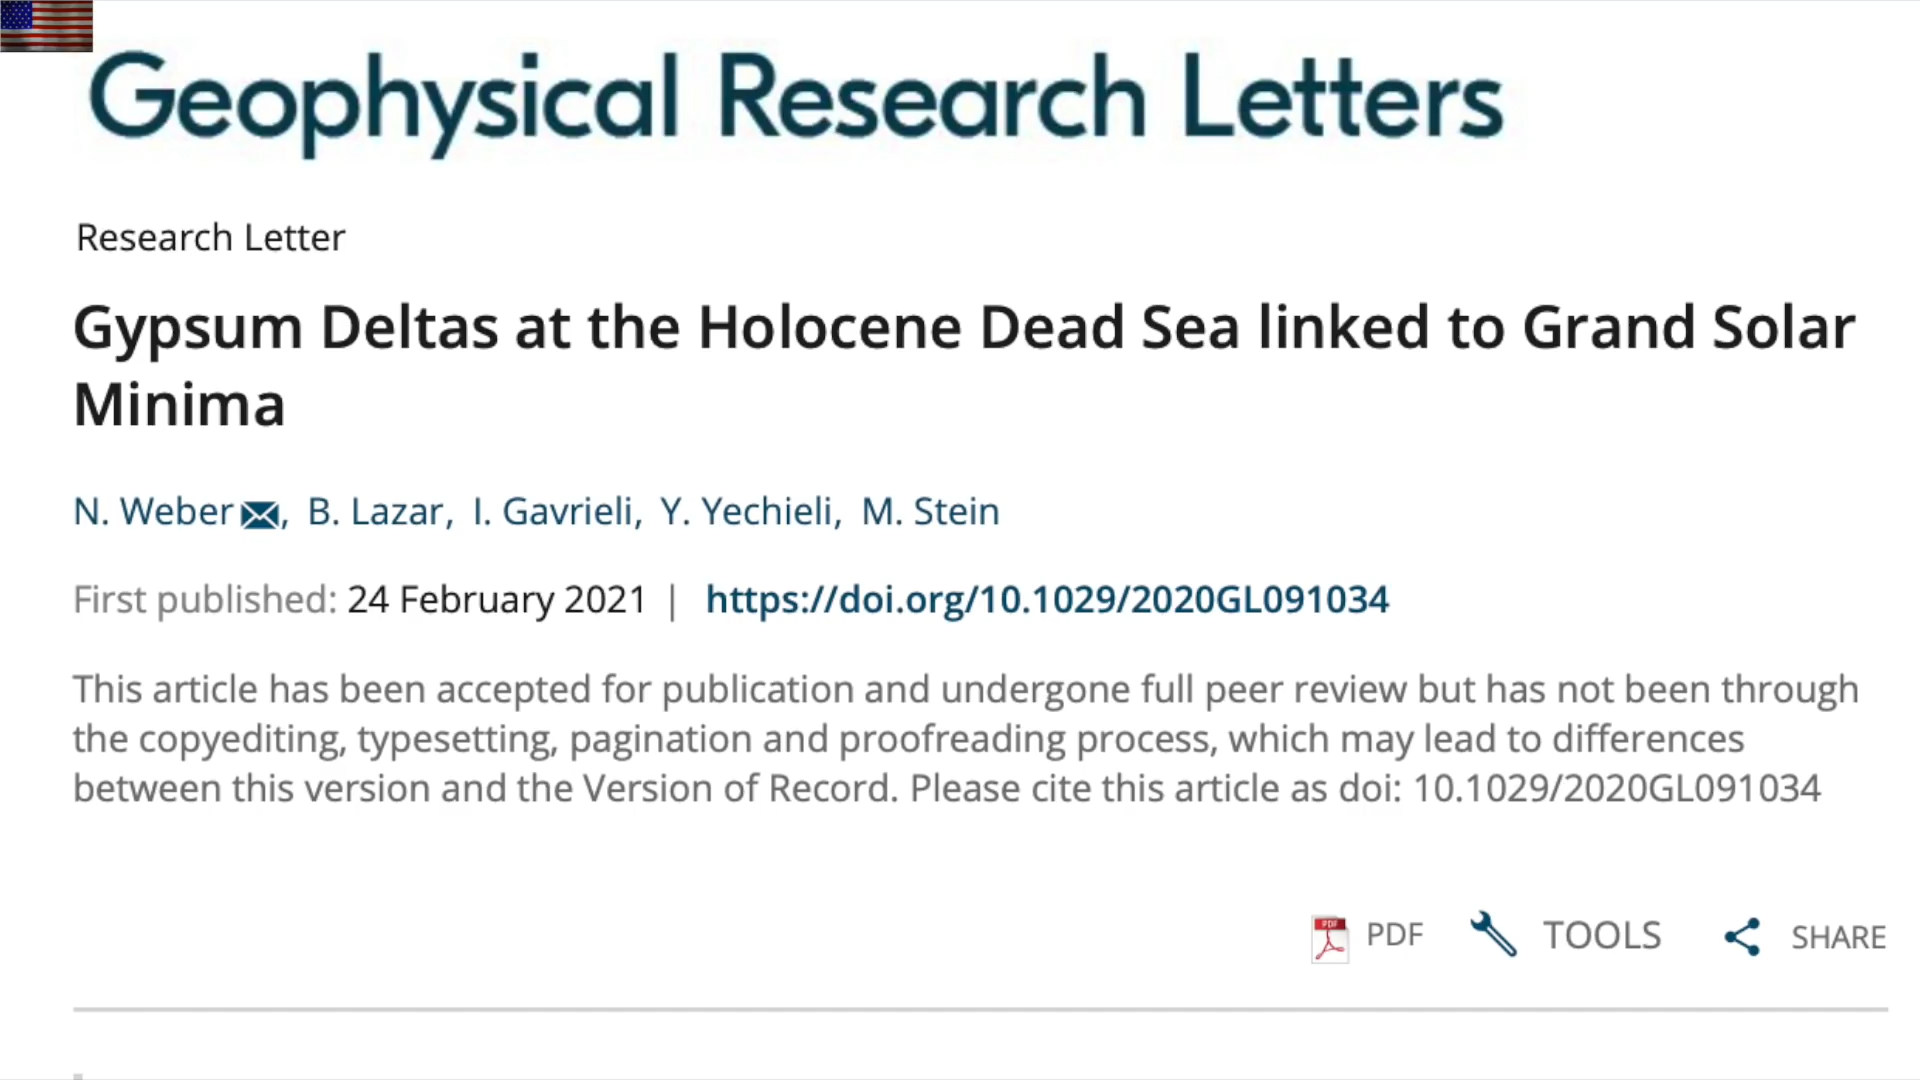 Geophysical Research Letters
Research Letter
Gypsum Deltas at the Holocene Dead Sea linked to Grand Solar
Minima
N. Weber, B. Lazar, I. Gavrieli, Y. Yechieli, M. Stein
First published: 24 February 2021 | https://doi.org/10.1029/2020GL091034
This article has been accepted for publication and undergone full peer review but has not been through
the copyediting, typesetting, pagination and proofreading process, which may lead to differences
between this version and the Version of Record. Please cite this article as doi: 10.1029/2020GL091034
PDF PDF TOOLS SHARE